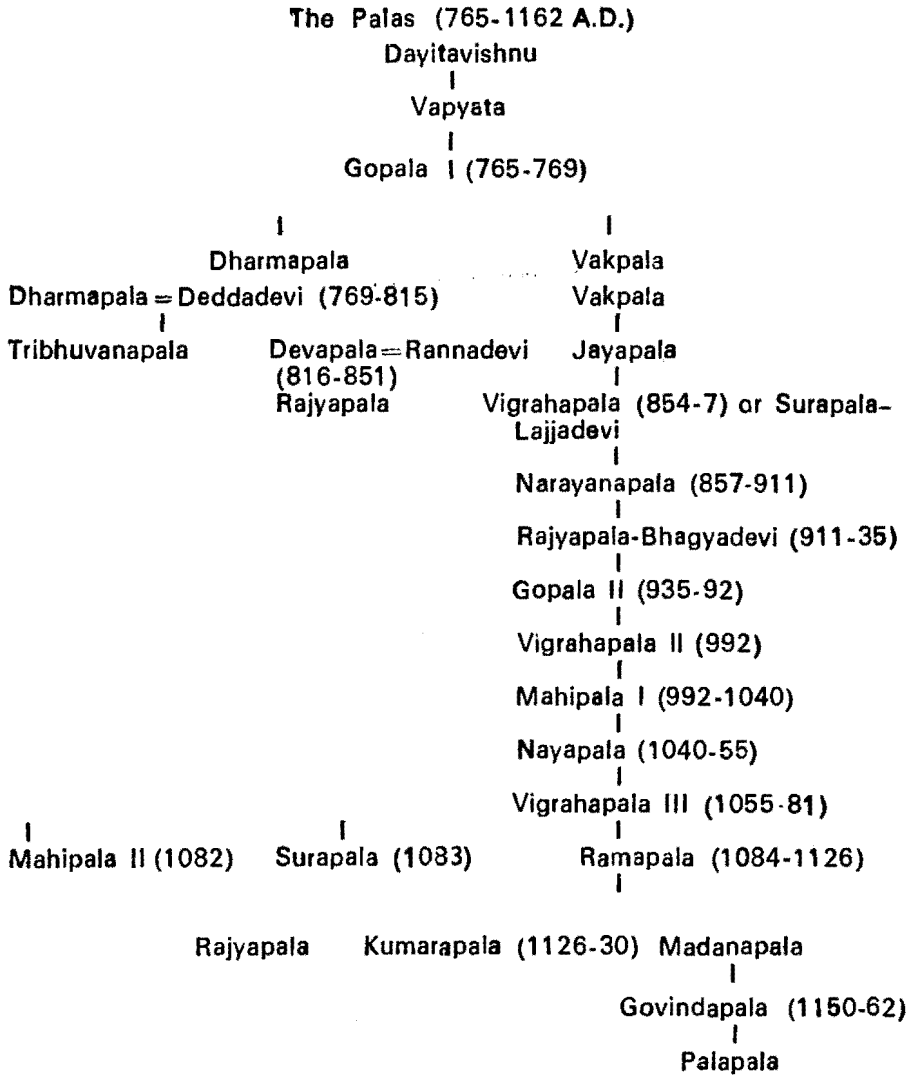 The Palas (765-1162 A.D.)
Dayitavishnu
Vapyata
Gopala I (765-769)
Dharmapala Vakpala
Dharmapala = Deddadevi (769-815) Vakpala
Tribhuvanapala Devapala=Rannadevi Jayapala
(816-851)
Rajyapala Vigrahapala (854-7) or Surapala-
Lajjadevi
Narayanapala (857-911)
Rajyapala-Bhagyadevi (911-35)
Gopala II (935-92)
Vigrahapala II (992)
Mahipala I (992-1040)
Nayapala (1040-55)
Vigrahapala III (1055-81)
Mahipala II (1082) Surapala (1083) Ramapala (1084-1126)
Rajyapala Kumarapala (1126-30) Madanapala
Govindapala (1150-62)
Palapala